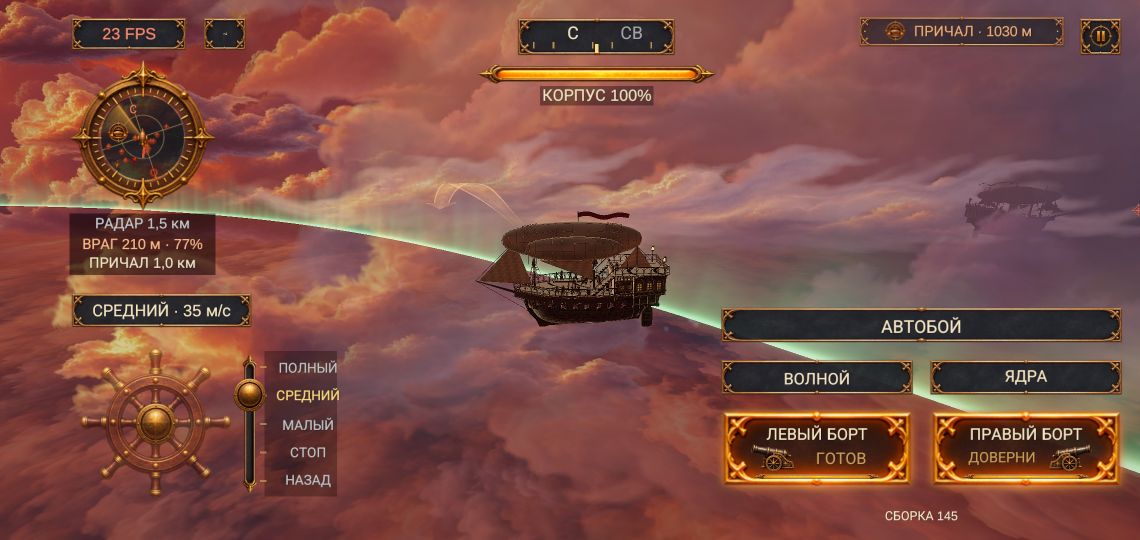 23 FPS
С СВ
ПРИЧАЛ · 1030 м
КОРПУС 100%
С
РАДАР 1,5 км
ВРАГ 210 м · 77%
ПРИЧАЛ 1,0 км
СРЕДНИЙ · 35 м/с
ПОЛНЫЙ
СРЕДНИЙ
МАЛЫЙ
СТОП
НАЗАД
АВТОБОЙ
ВОЛНОЙ
ЯДРА
ЛЕВЫЙ БОРТ
ГОТОВ
ПРАВЫЙ БОРТ
ДОВЕРНИ
СБОРКА 145